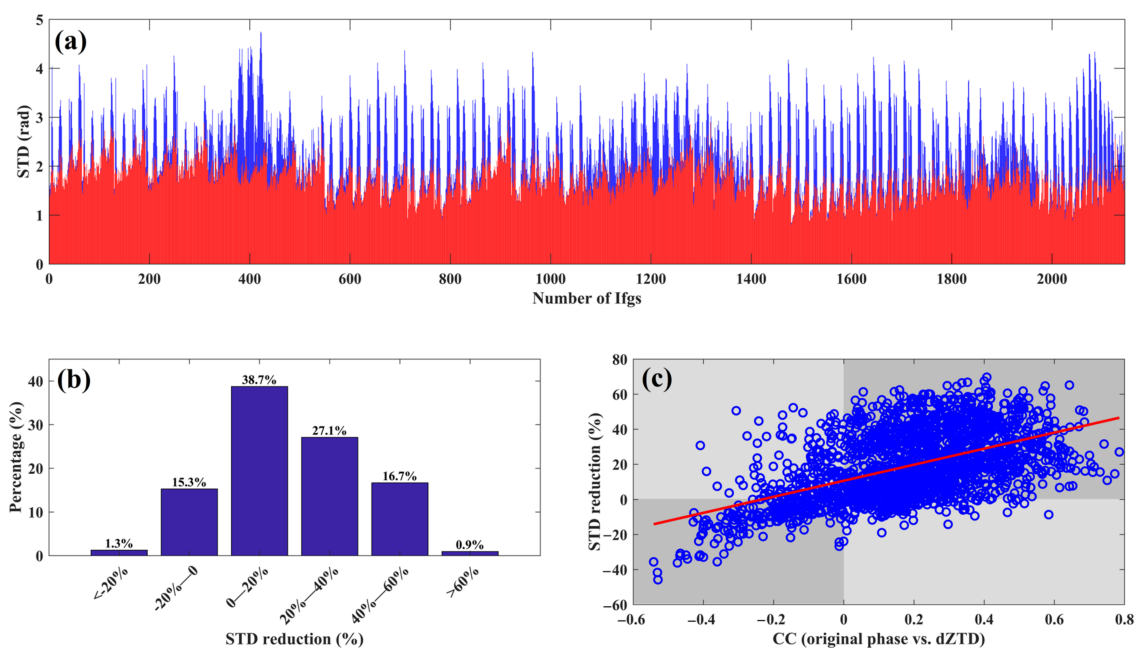 (a)
STD (rad)
5
4
3
2
1
0
0 200 400 600 800 1000 1200 1400 1600 1800 2000
Number of Ifgs
(b)
Percentage (%)
40
30
20
10
0
1.3%
15.3%
38.7%
27.1%
16.7%
0.9%
<-20%
-20%—0
0—20%
20%—40%
40%—60%
>60%
STD reduction (%)
(c)
STD reduction (%)
80
60
40
20
0
−20
−40
−60
−0.6 −0.4 −0.2 0 0.2 0.4 0.6 0.8
CC (original phase vs. dZTD)